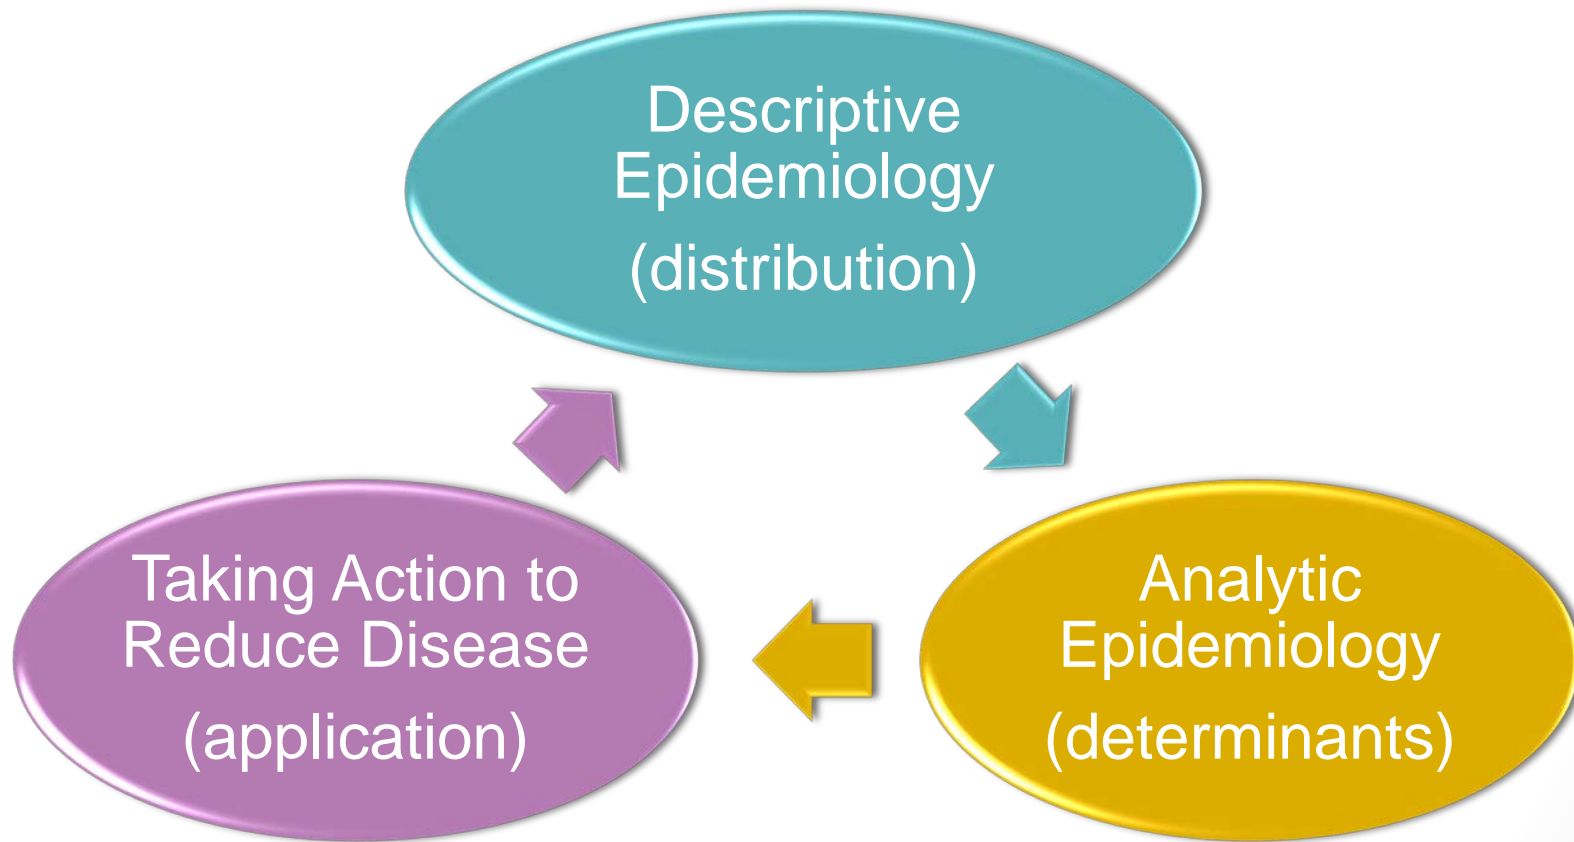 Descriptive
Epidemiology
(distribution)
Taking Action to
Reduce Disease
(application)
Analytic
Epidemiology
(determinants)